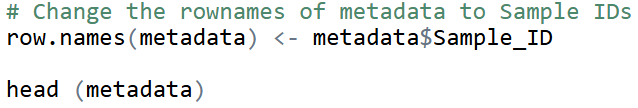 # Change the rownames of metadata to Sample IDs
row.names(metadata) <- metadata$Sample_ID
head (metadata)